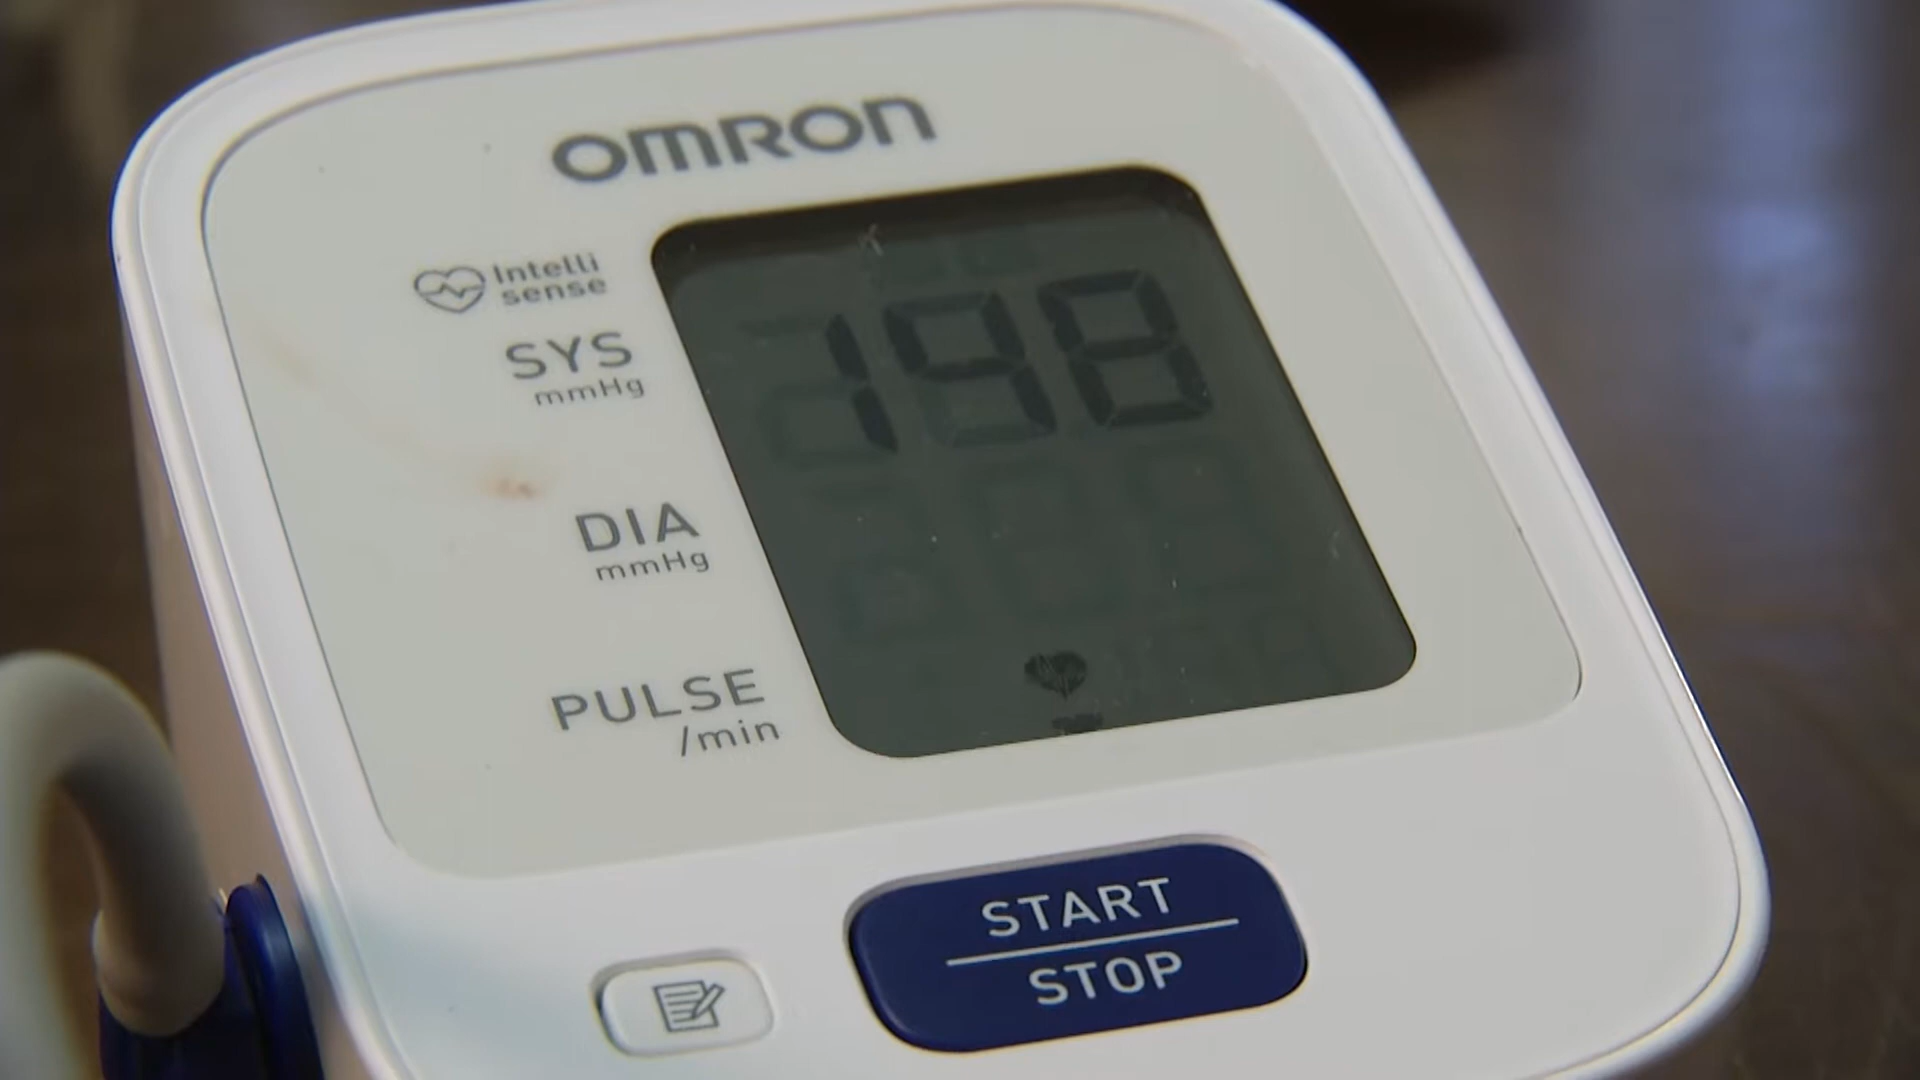 OMRON
Intelli
sense
SYS
mmHg
198
DIA
mmHg
PULSE
/min
START
STOP